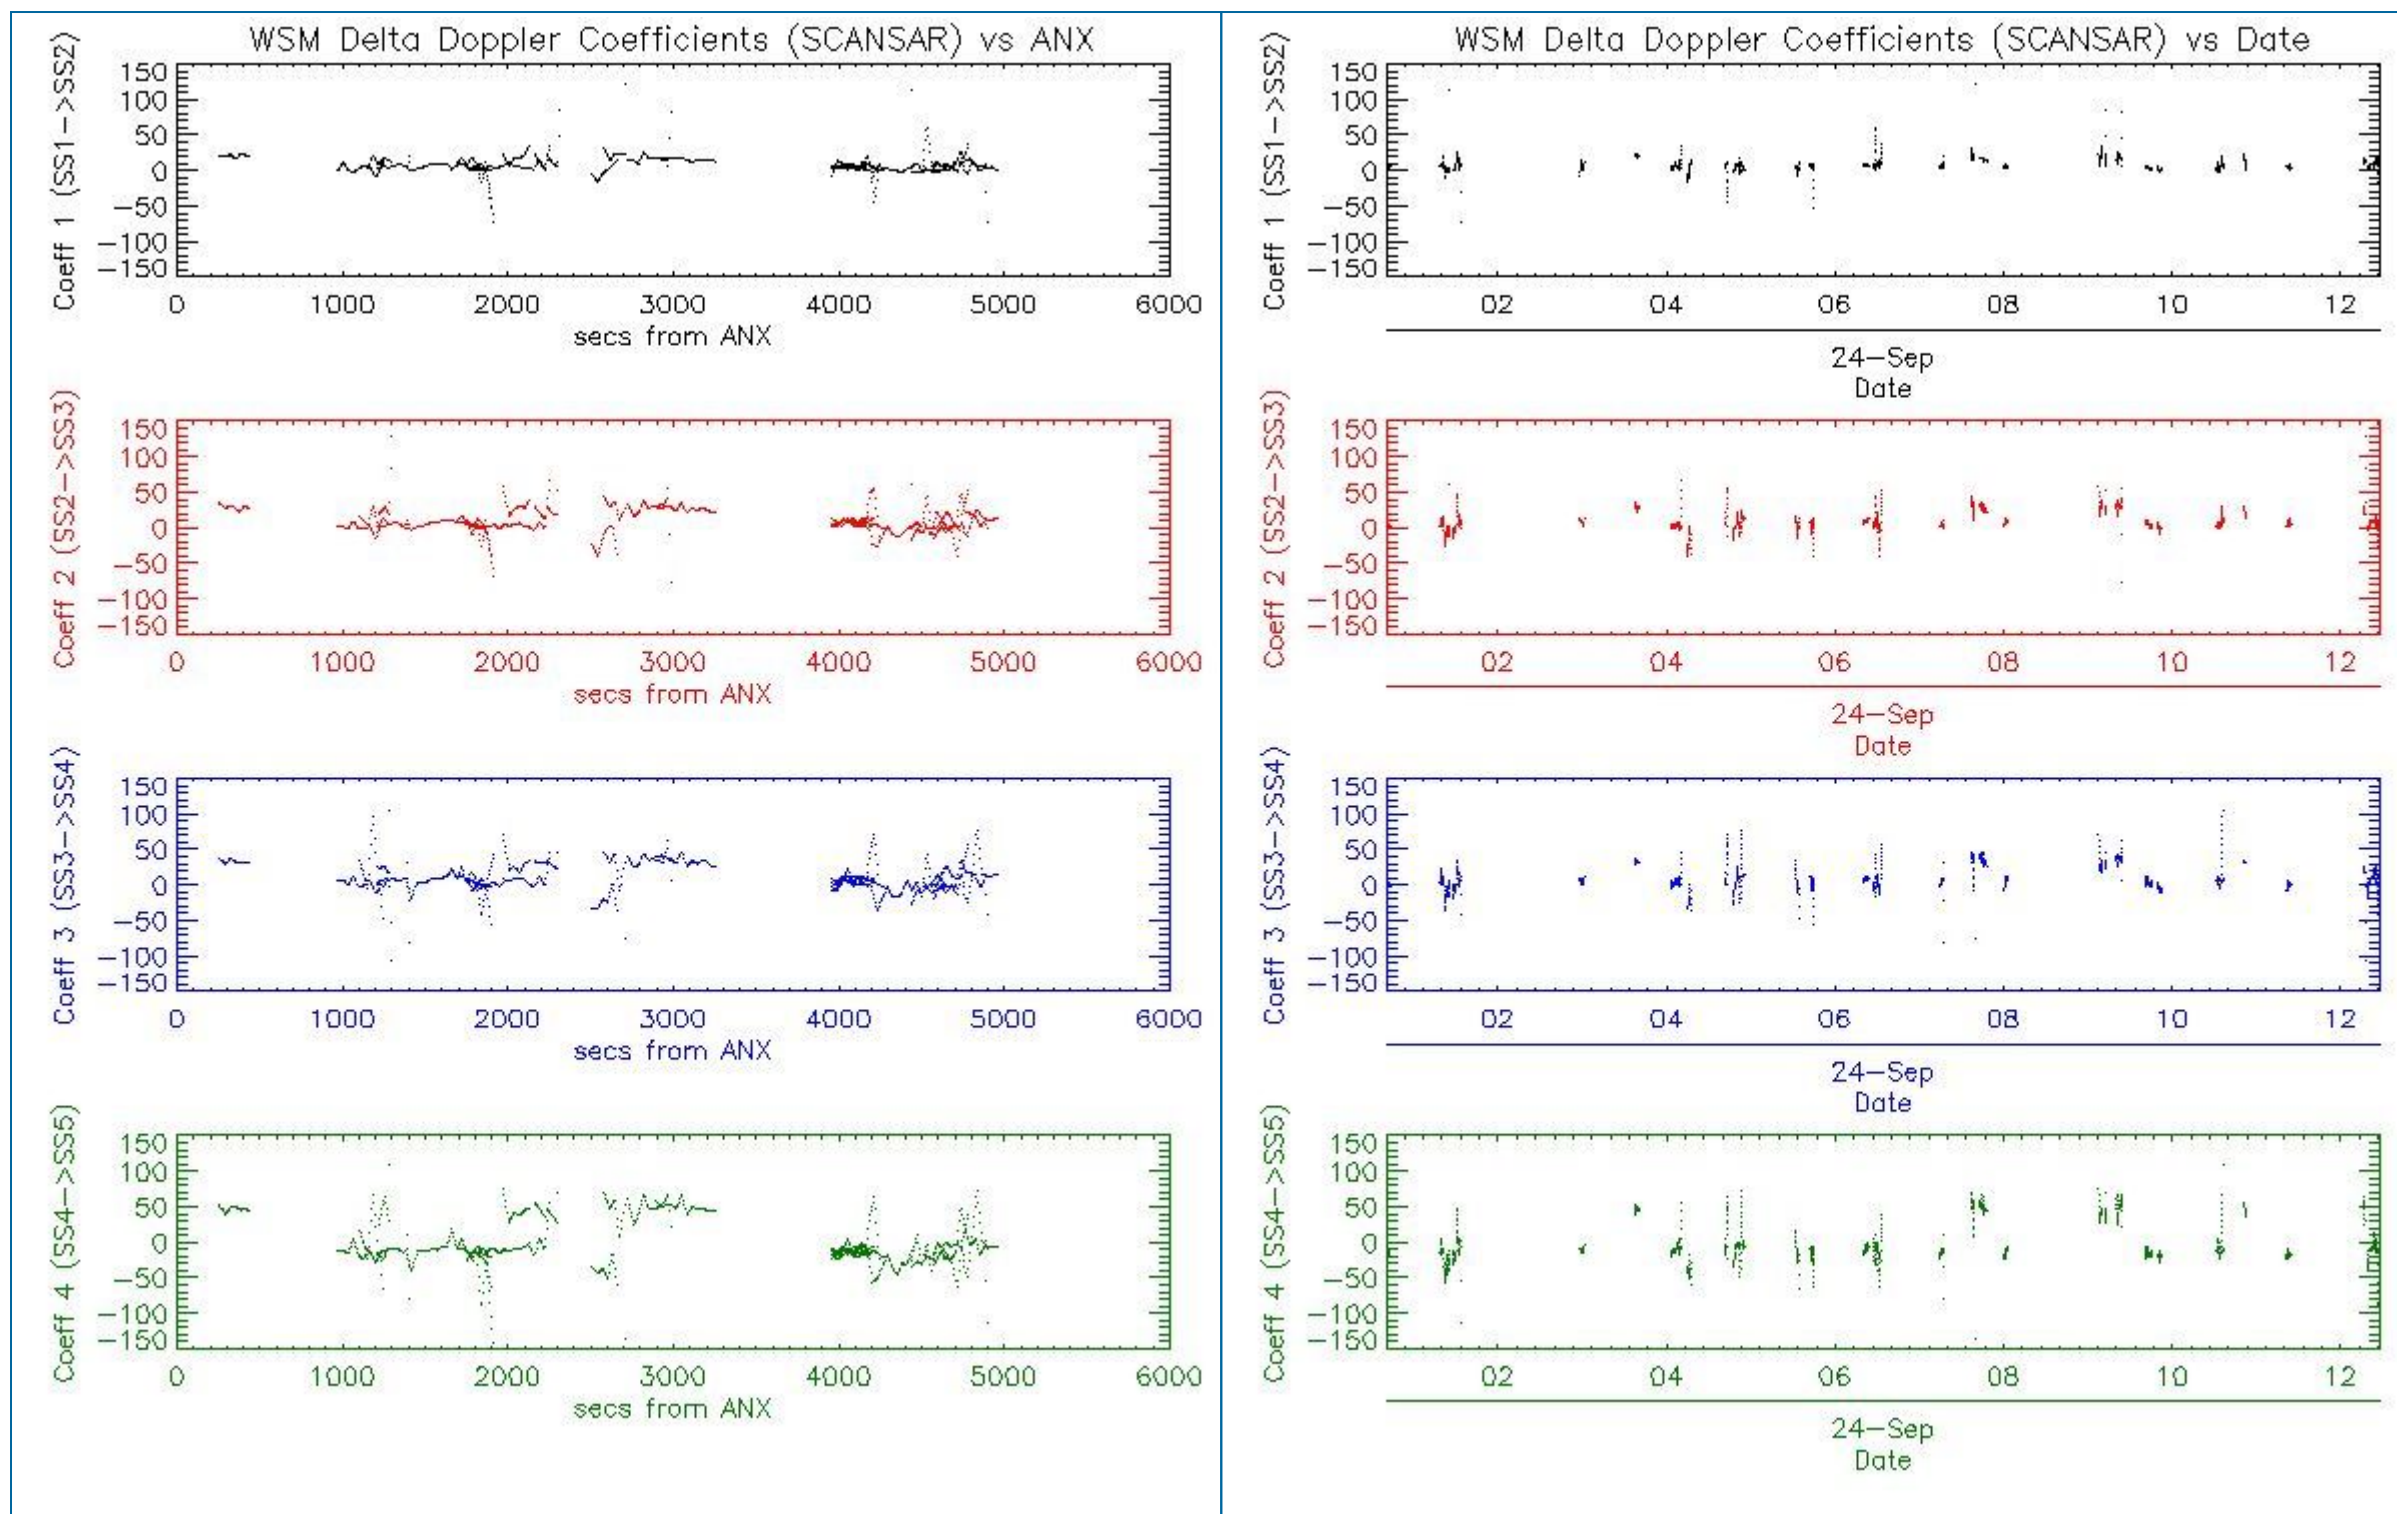 WSM Delta Doppler Coefficients (SCANSAR) vs ANX
Coeff 1 (SS1->SS2)
150
100
50
0
-50
-100
-150
0 1000 2000 3000 4000 5000 6000
secs from ANX
Coeff 2 (SS2->SS3)
150
100
50
0
-50
-100
-150
0 1000 2000 3000 4000 5000 6000
secs from ANX
Coeff 3 (SS3->SS4)
150
100
50
0
-50
-100
-150
0 1000 2000 3000 4000 5000 6000
secs from ANX
Coeff 4 (SS4->SS5)
150
100
50
0
-50
-100
-150
0 1000 2000 3000 4000 5000 6000
secs from ANX
WSM Delta Doppler Coefficients (SCANSAR) vs Date
Coeff 1 (SS1->SS2)
150
100
50
0
-50
-100
-150
02 04 06 08 10 12
24-Sep
Date
Coeff 2 (SS2->SS3)
150
100
50
0
-50
-100
-150
02 04 06 08 10 12
24-Sep
Date
Coeff 3 (SS3->SS4)
150
100
50
0
-50
-100
-150
02 04 06 08 10 12
24-Sep
Date
Coeff 4 (SS4->SS5)
150
100
50
0
-50
-100
-150
02 04 06 08 10 12
24-Sep
Date